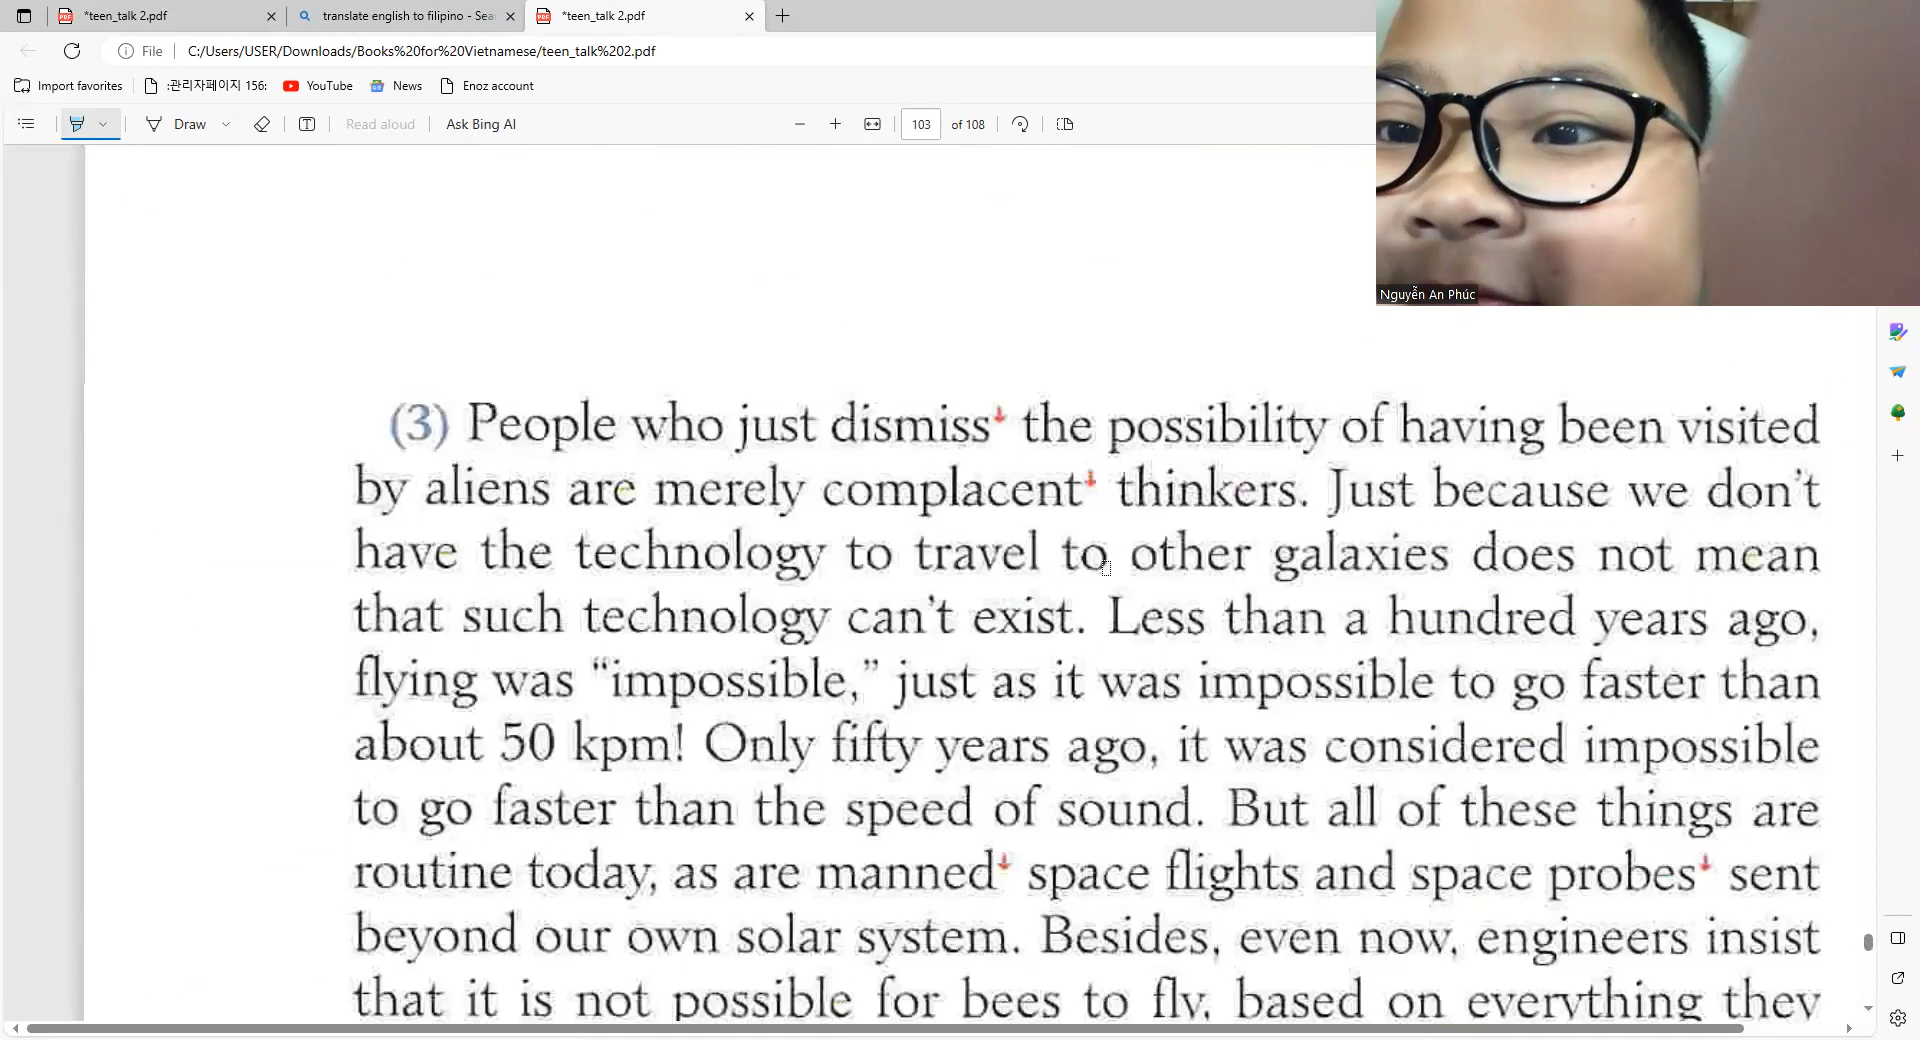 *teen_talk 2.pdf
translate english to filipino - Sea
*teen_talk 2.pdf
File
C:/Users/USER/Downloads/Books%20for%20Vietnamese/teen_talk%202.pdf
Import favorites
:관리자페이지 156:
YouTube
News
Enoz account
Draw
Read aloud
Ask Bing AI
103
of 108
Nguyễn An Phúc
(3) People who just dismiss the possibility of having been visited
by aliens are merely complacent thinkers. Just because we don't
have the technology to travel to other galaxies does not mean
that such technology can't exist. Less than a hundred years ago,
flying was “impossible,” just as it was impossible to go faster than
about 50 kpm! Only fifty years ago, it was considered impossible
to go faster than the speed of sound. But all of these things are
routine today, as are manned space flights and space probes sent
beyond our own solar system. Besides, even now, engineers insist
that it is not possible for bees to fly, based on everything they